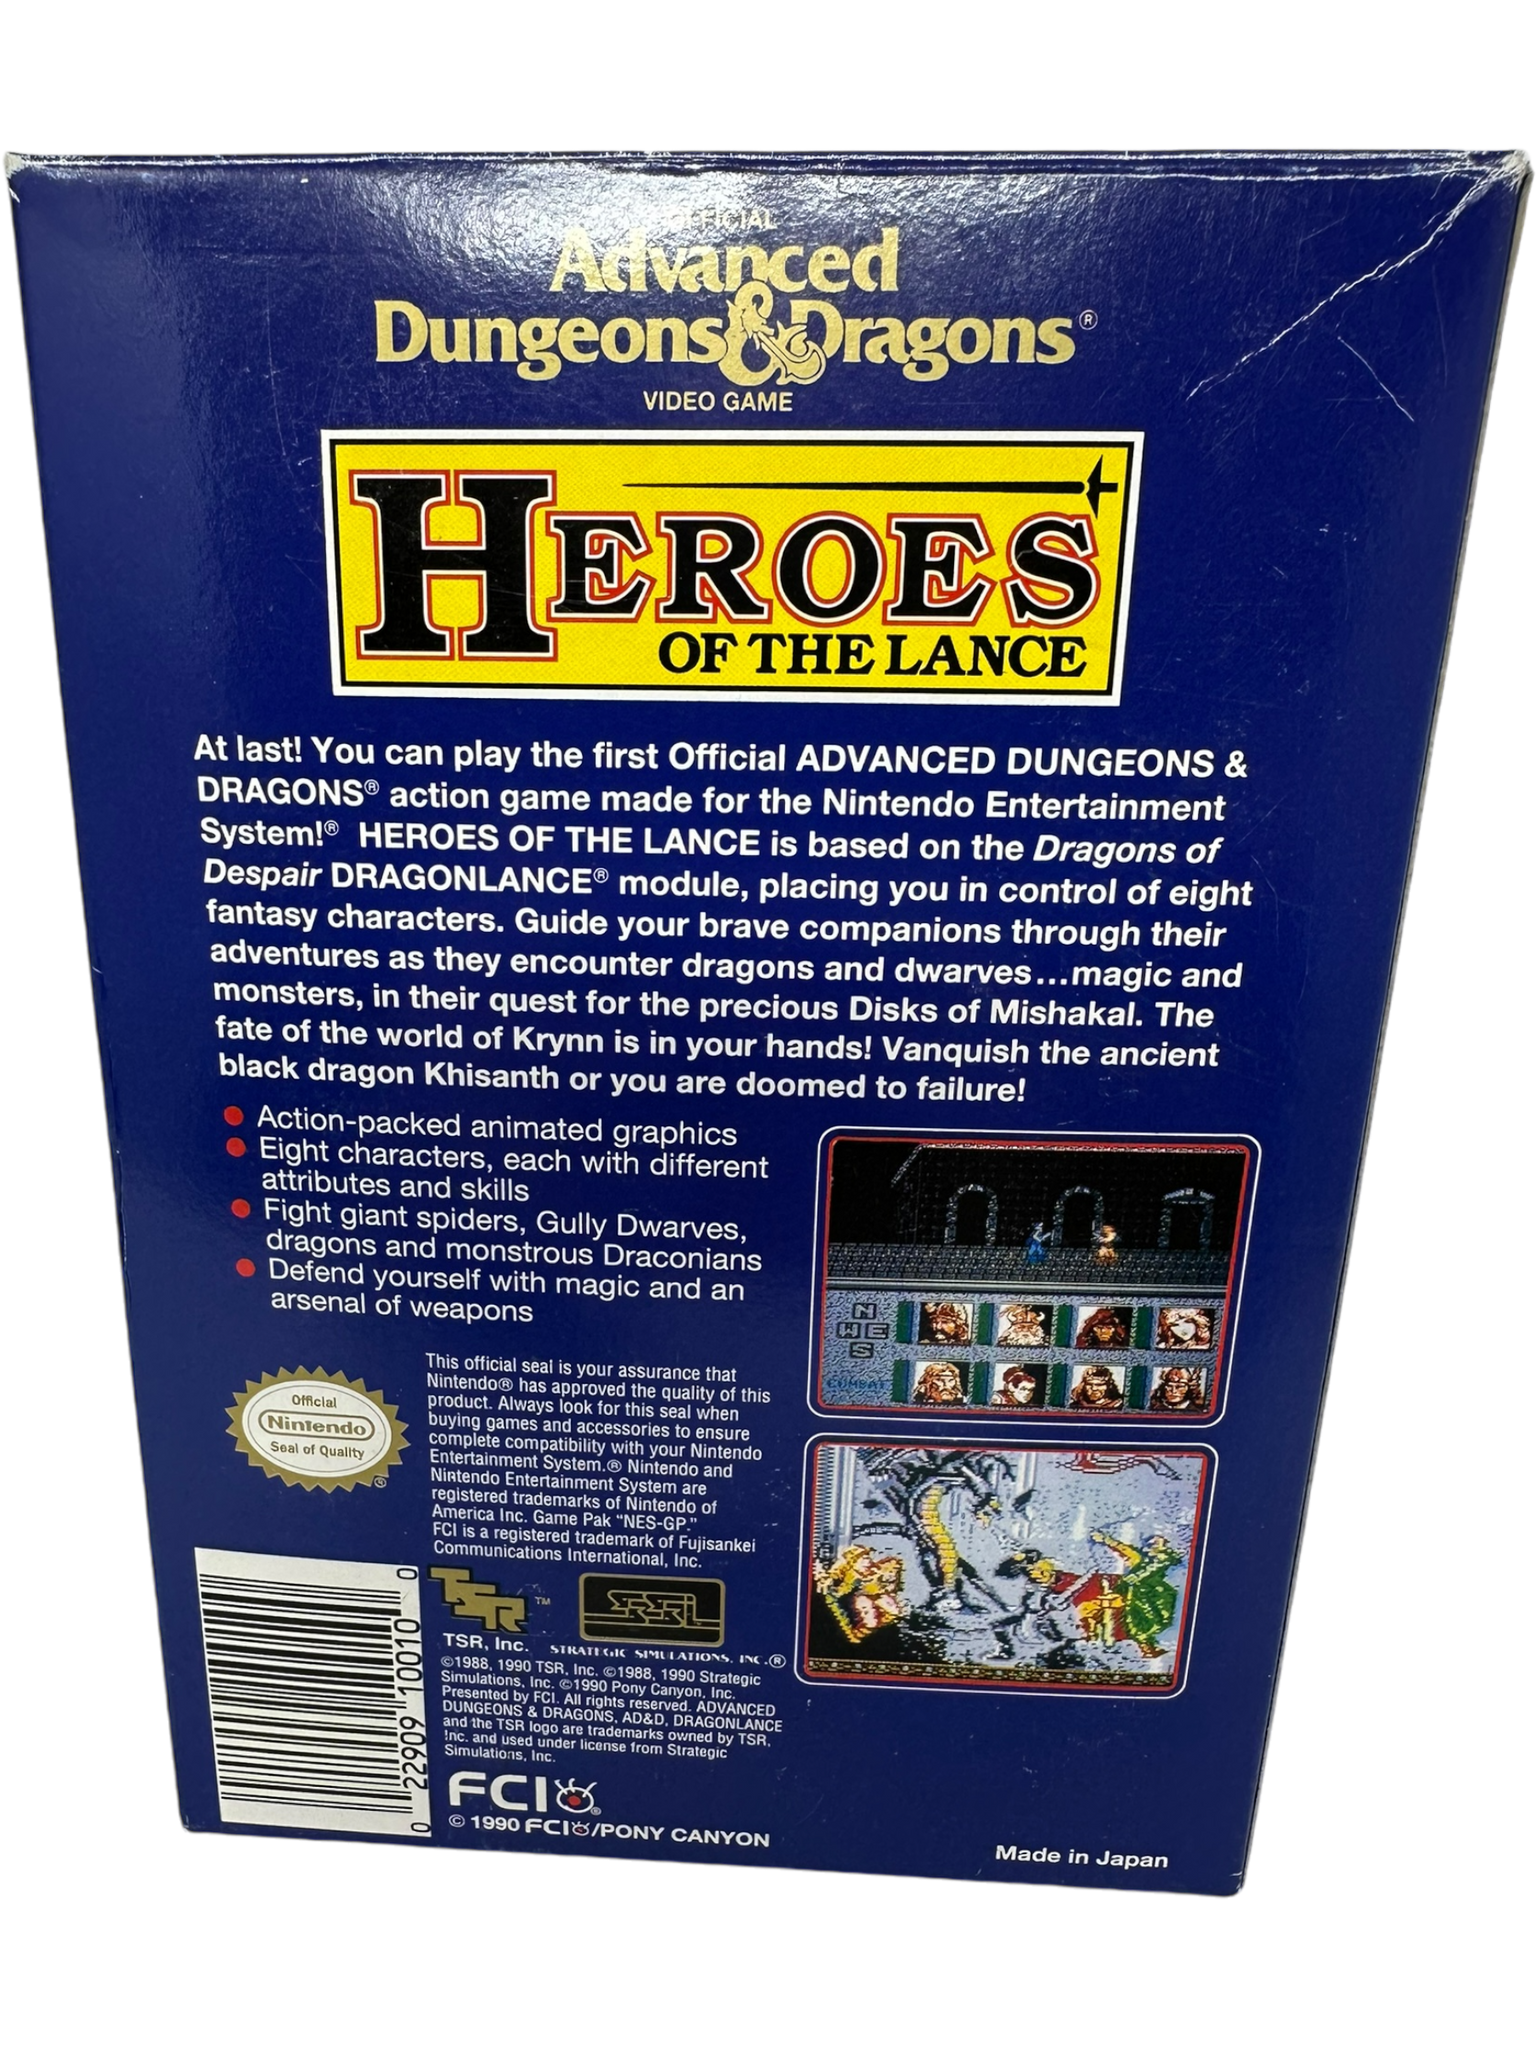 OFFICIAL
Advanced
Dungeons & Dragons®
VIDEO GAME
HEROES
OF THE LANCE
At last! You can play the first Official ADVANCED DUNGEONS &
DRAGONS® action game made for the Nintendo Entertainment
System!® HEROES OF THE LANCE is based on the Dragons of
Despair DRAGONLANCE® module, placing you in control of eight
fantasy characters. Guide your brave companions through their
adventures as they encounter dragons and dwarves...magic and
monsters, in their quest for the precious Disks of Mishakal. The
fate of the world of Krynn is in your hands! Vanquish the ancient
black dragon Khisanth or you are doomed to failure!
● Action-packed animated graphics
● Eight characters, each with different
attributes and skills
● Fight giant spiders, Gully Dwarves,
dragons and monstrous Draconians
● Defend yourself with magic and an
arsenal of weapons
N
W E
S
COMBAT
Official
Nintendo
Seal of Quality
®
This official seal is your assurance that
Nintendo® has approved the quality of this
product. Always look for this seal when
buying games and accessories to ensure
complete compatibility with your Nintendo
Entertainment System.® Nintendo and
Nintendo Entertainment System are
registered trademarks of Nintendo of
America Inc. Game Pak "NES-GP."
FCI is a registered trademark of Fujisankei
Communications International, Inc.
TSR ™
TSR, Inc.
SSI
STRATEGIC SIMULATIONS, INC.®
©1988, 1990 TSR, Inc. ©1988, 1990 Strategic
Simulations, Inc. ©1990 Pony Canyon, Inc.
Presented by FCI. All rights reserved. ADVANCED
DUNGEONS & DRAGONS, AD&D, DRAGONLANCE
and the TSR logo are trademarks owned by TSR,
Inc. and used under license from Strategic
Simulations, Inc.
0 22909 10010 0
FCI®
© 1990 FCI/PONY CANYON
Made in Japan